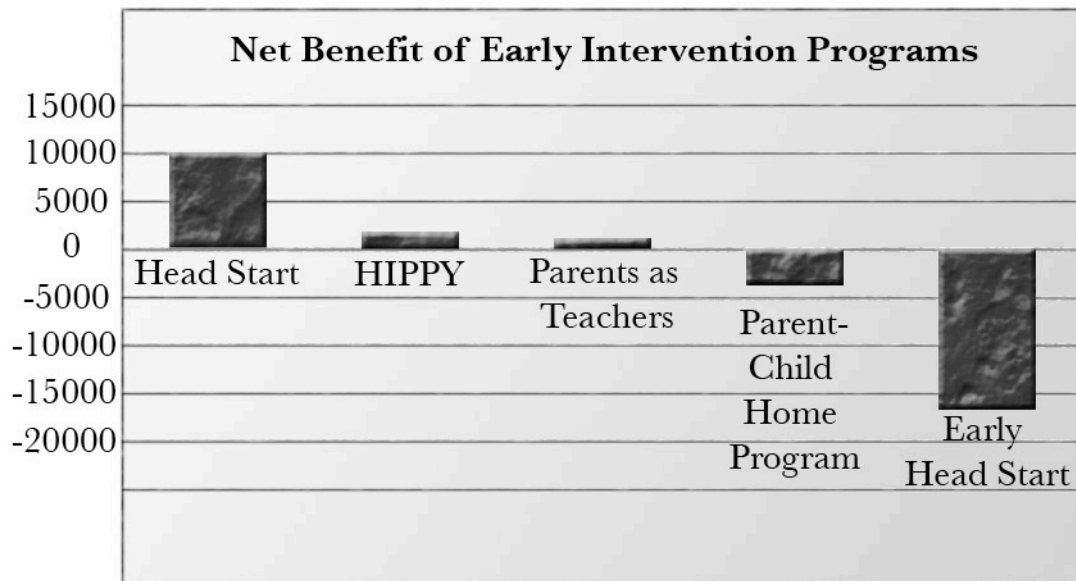 Net Benefit of Early Intervention Programs
15000
10000
5000
0
-5000
-10000
-15000
-20000
Head Start
HIPPY
Parents as
Teachers
Parent-
Child
Home
Program
Early
Head Start